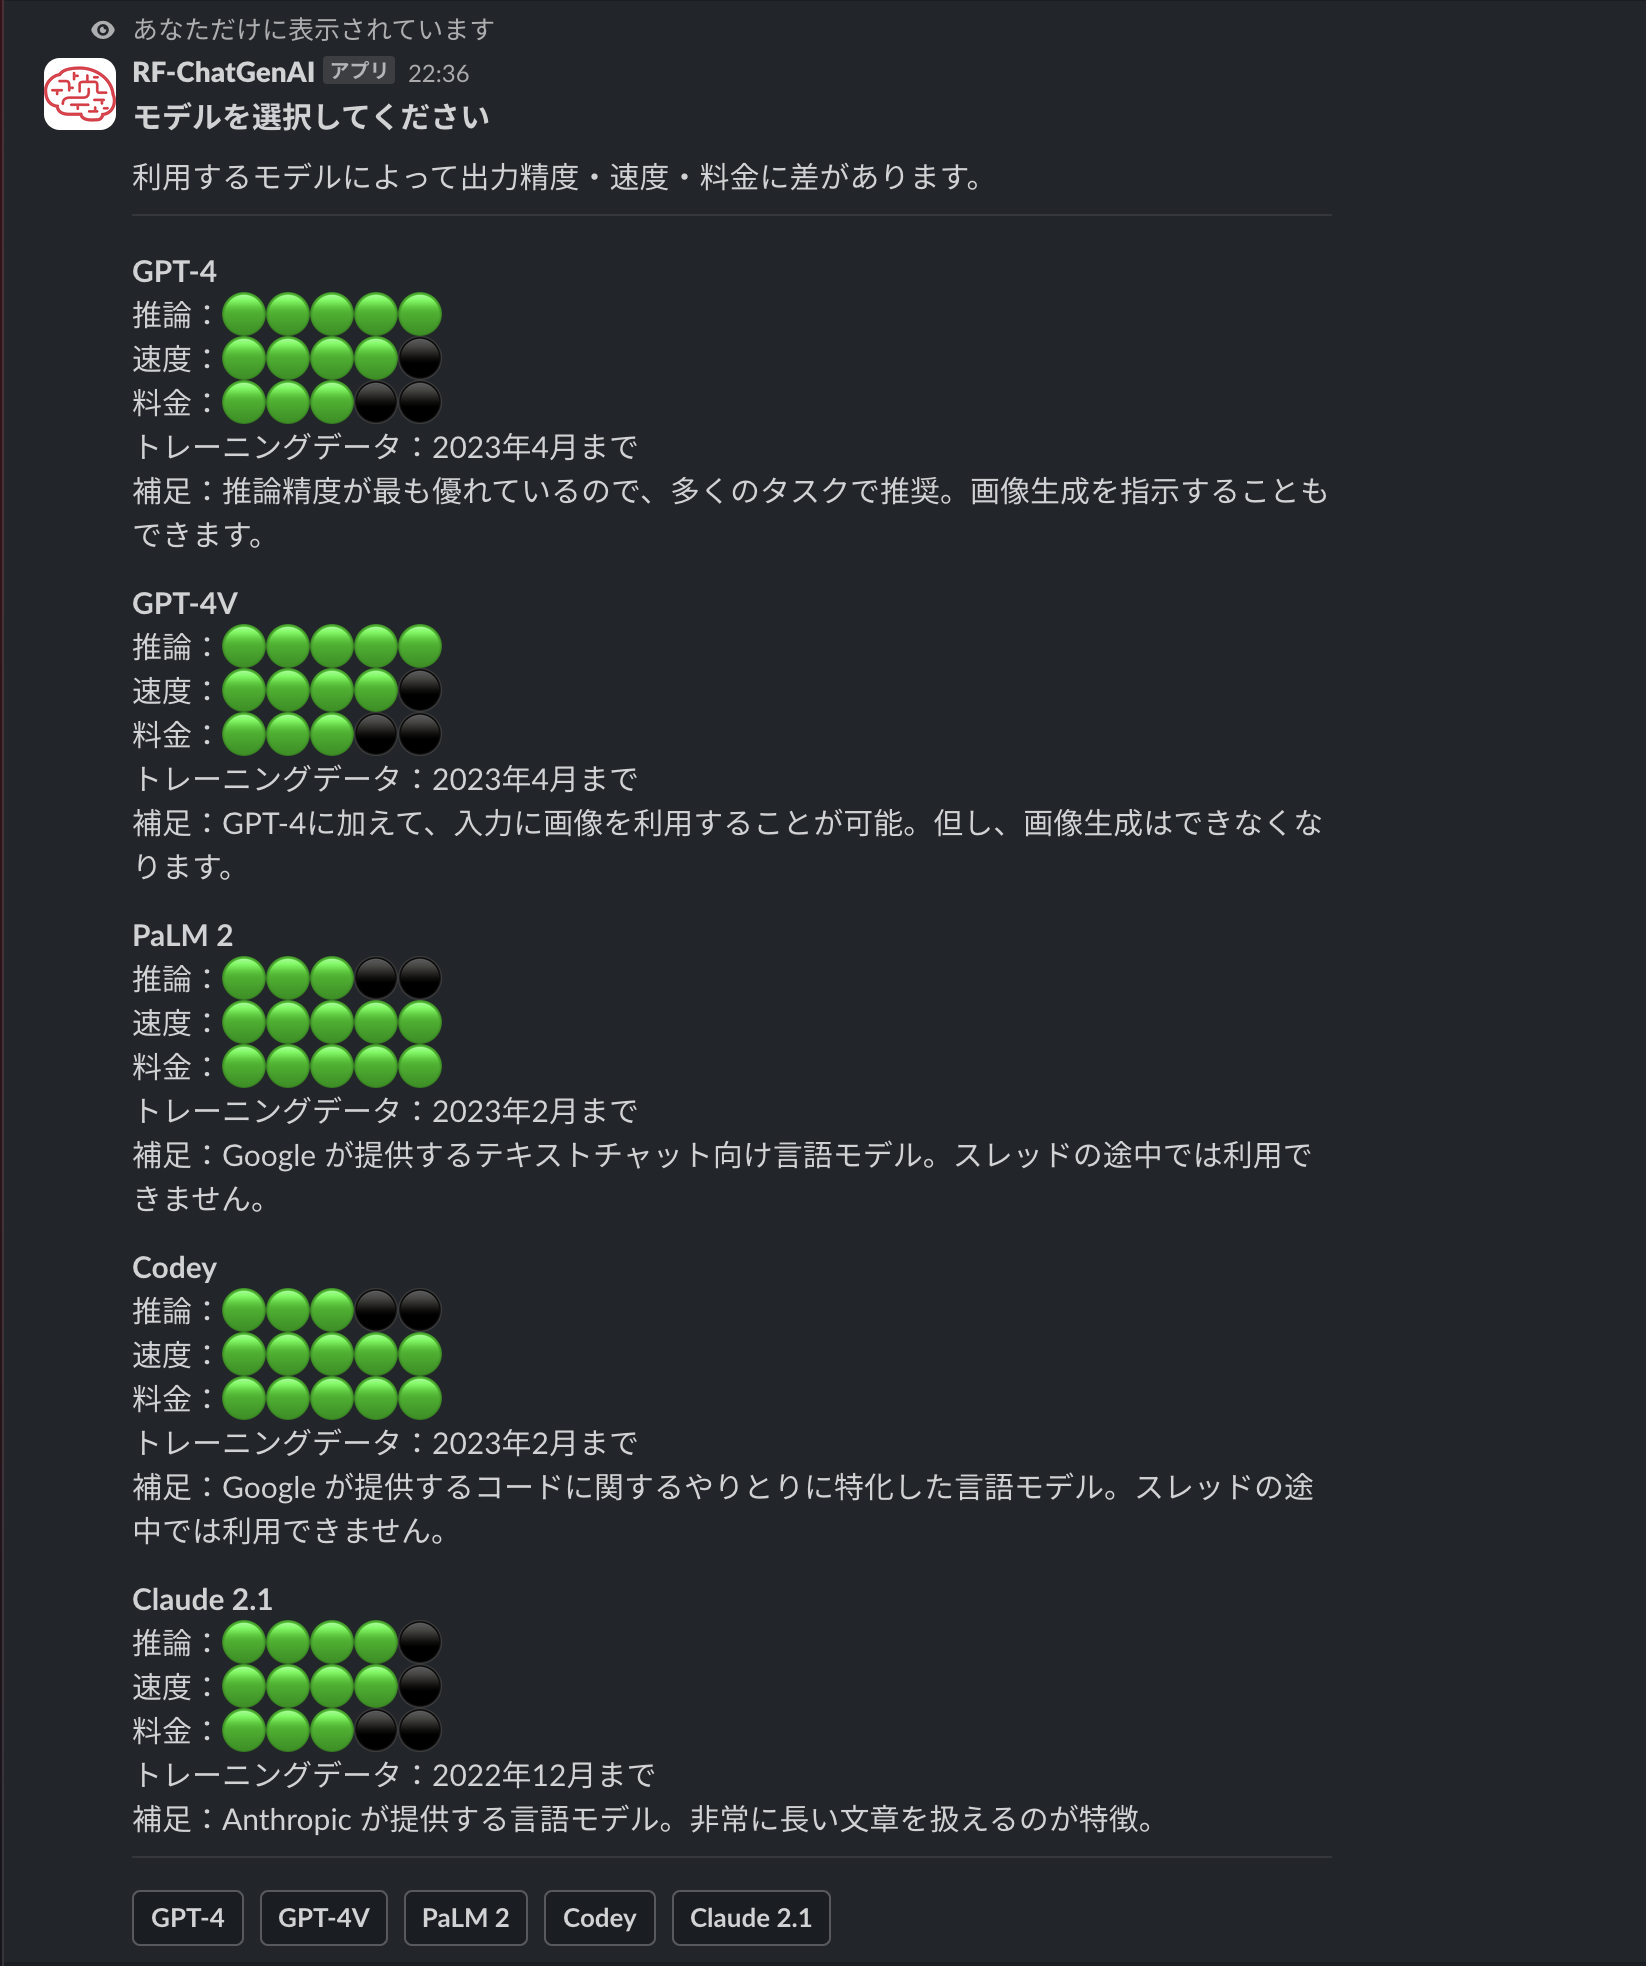 あなただけに表示されています
RF-ChatGenAI アプリ 22:36
モデルを選択してください
利用するモデルによって出力精度・速度・料金に差があります。
GPT-4
推論：
速度：
料金：
トレーニングデータ：2023年4月まで
補足：推論精度が最も優れているので、多くのタスクで推奨。画像生成を指示することも
できます。
GPT-4V
推論：
速度：
料金：
トレーニングデータ：2023年4月まで
補足：GPT-4に加えて、入力に画像を利用することが可能。但し、画像生成はできなくな
ります。
PaLM 2
推論：
速度：
料金：
トレーニングデータ：2023年2月まで
補足：Google が提供するテキストチャット向け言語モデル。スレッドの途中では利用で
きません。
Codey
推論：
速度：
料金：
トレーニングデータ：2023年2月まで
補足：Google が提供するコードに関するやりとりに特化した言語モデル。スレッドの途
中では利用できません。
Claude 2.1
推論：
速度：
料金：
トレーニングデータ：2022年12月まで
補足：Anthropic が提供する言語モデル。非常に長い文章を扱えるのが特徴。
GPT-4 GPT-4V PaLM 2 Codey Claude 2.1